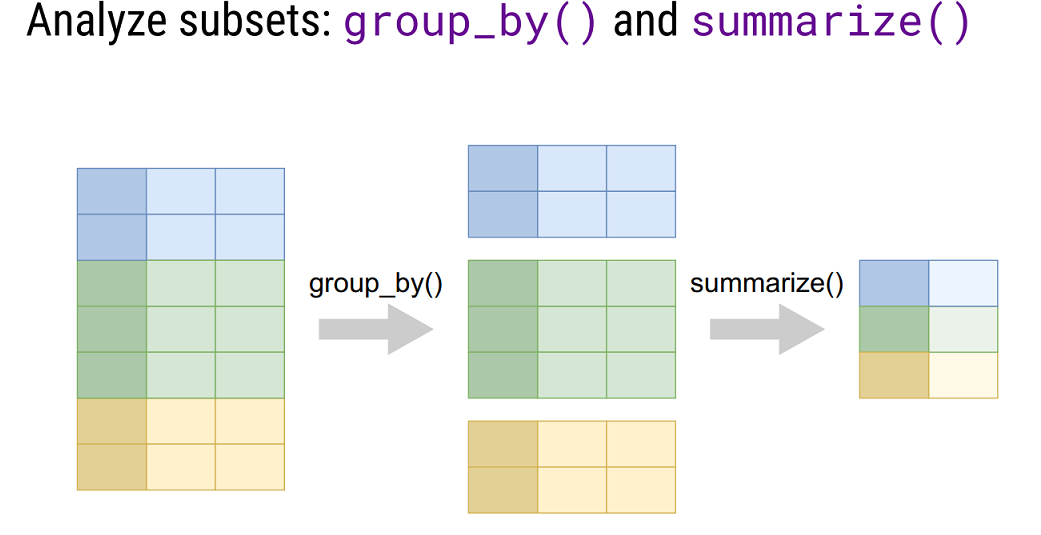 Analyze subsets: group_by() and summarize()
group_by()
summarize()